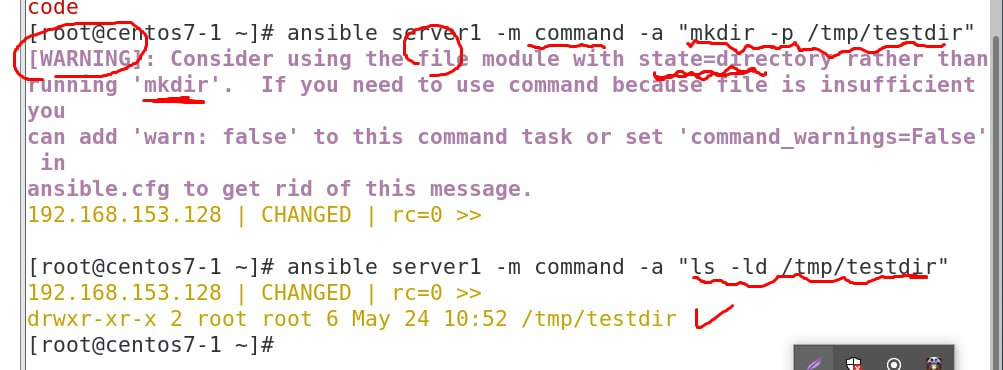 code
[root@centos7-1 ~]# ansible server1 -m command -a "mkdir -p /tmp/testdir"
[WARNING]: Consider using the file module with state=directory rather than
running 'mkdir'.  If you need to use command because file is insufficient
you
can add 'warn: false' to this command task or set 'command_warnings=False'
 in
ansible.cfg to get rid of this message.
192.168.153.128 | CHANGED | rc=0 >>
[root@centos7-1 ~]# ansible server1 -m command -a "ls -ld /tmp/testdir"
192.168.153.128 | CHANGED | rc=0 >>
drwxr-xr-x 2 root root 6 May 24 10:52 /tmp/testdir
[root@centos7-1 ~]#